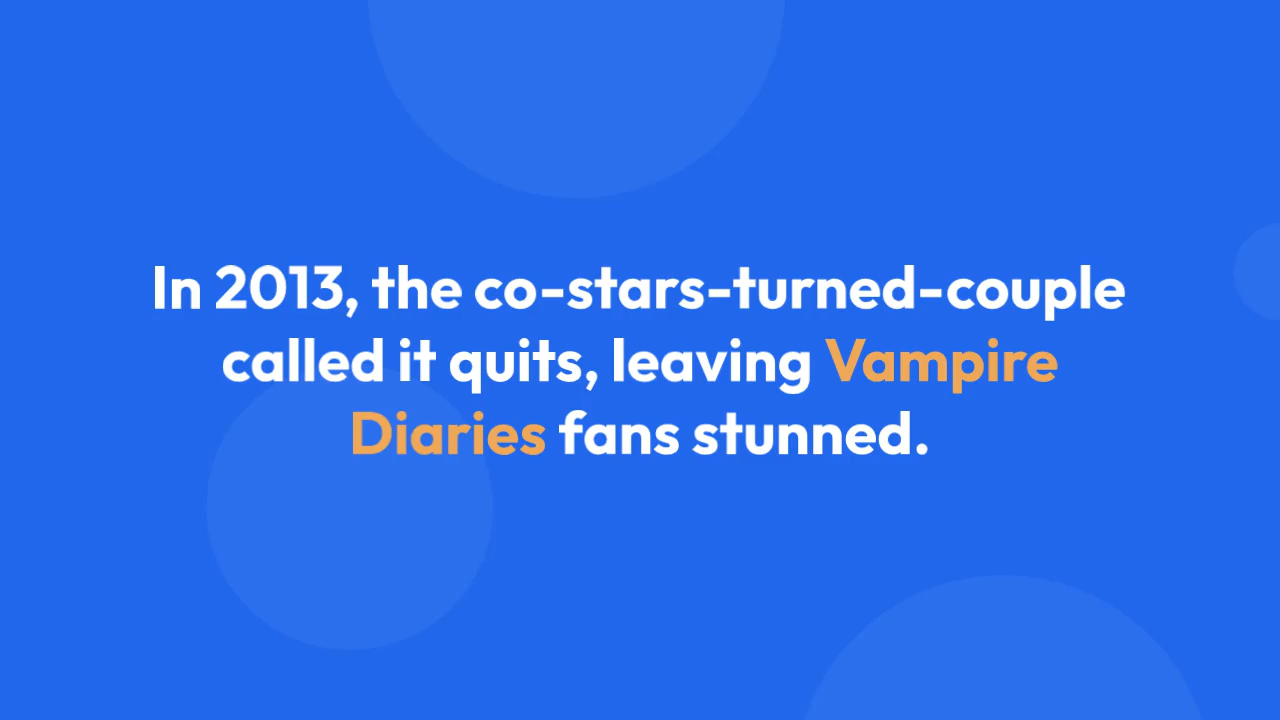 In 2013, the co-stars-turned-couple
called it quits, leaving Vampire
Diaries fans stunned.